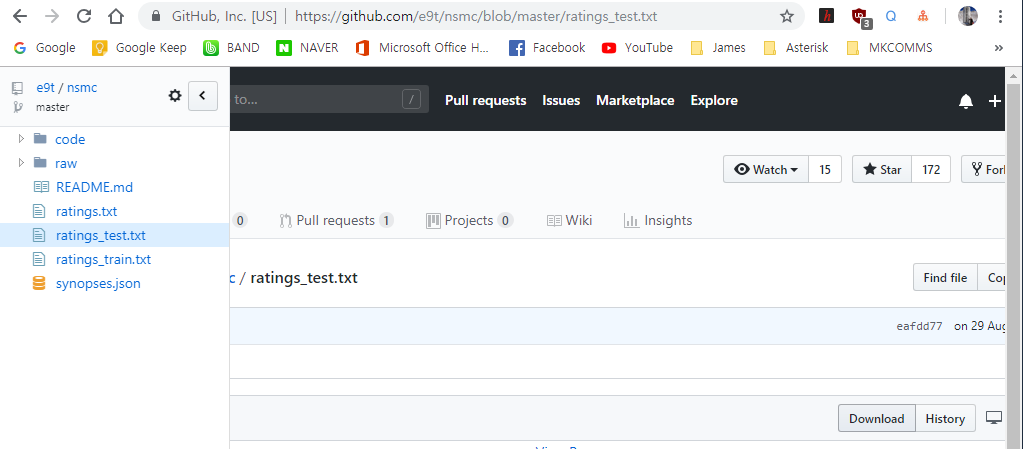 GitHub, Inc. [US] | https://github.com/e9t/nsmc/blob/master/ratings_test.txt
3
Google Google Keep BAND NAVER Microsoft Office H... Facebook YouTube James Asterisk MKCOMMS »
e9t / nsmc
master
to... / Pull requests Issues Marketplace Explore
code
raw
README.md
ratings.txt
ratings_test.txt
ratings_train.txt
synopses.json
Watch 15 Star 172
0 Pull requests 1 Projects 0 Wiki Insights
/ ratings_test.txt
Find file
eafdd77 on 29 Aug
Download History